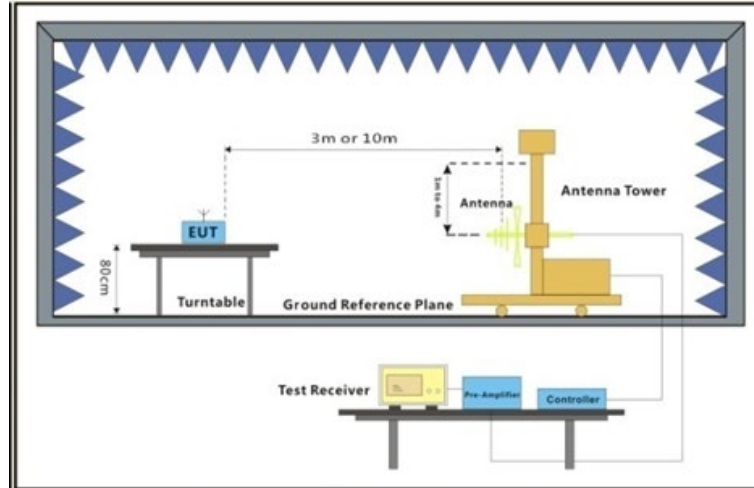 3m or 10m
1m to 4m
Antenna Tower
Antenna
EUT
80cm
Turntable
Ground Reference Plane
Test Receiver
Pre-Amplifier
Controller